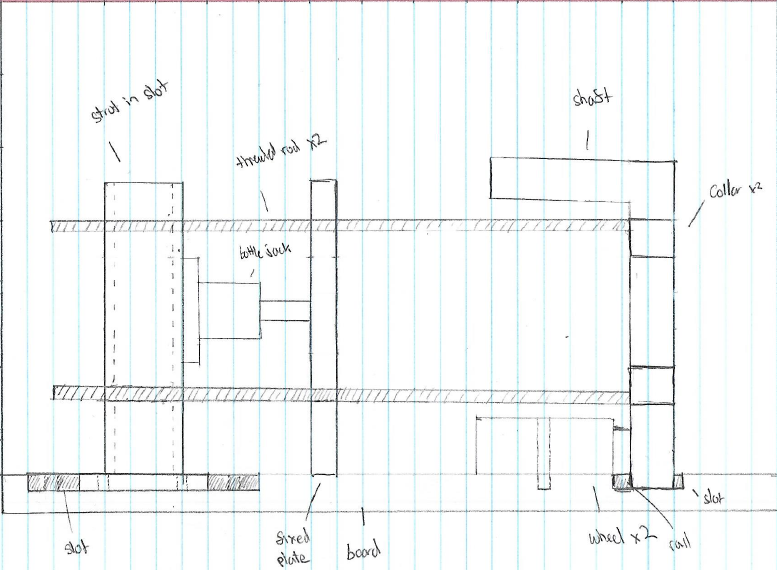 strut in slot
shaft
threaded rod x2
Collar x2
bottle jack
slot
fixed
plate
board
wheel x2
rail
slot